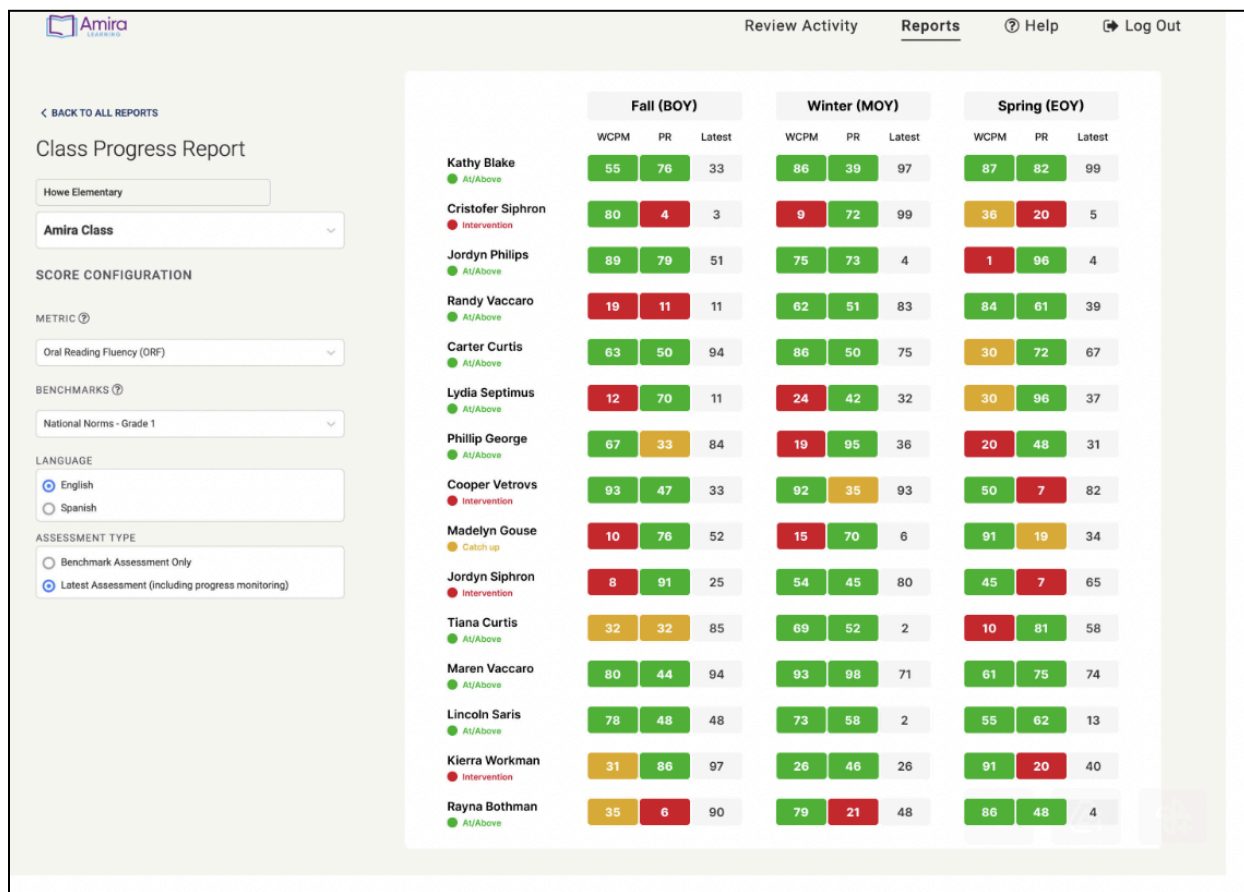 Amira
LEARNING
Review Activity Reports Help Log Out
BACK TO ALL REPORTS
Class Progress Report
Howe Elementary
Amira Class
SCORE CONFIGURATION
METRIC
Oral Reading Fluency (ORF)
BENCHMARKS
National Norms - Grade 1
LANGUAGE
English
Spanish
ASSESSMENT TYPE
Benchmark Assessment Only
Latest Assessment (including progress monitoring)
Fall (BOY) Winter (MOY) Spring (EOY)
WCPM PR Latest WCPM PR Latest WCPM PR Latest
Kathy Blake
At/Above
55 76 33 86 39 97 87 82 99
Cristofer Siphron
Intervention
80 4 3 9 72 99 36 20 5
Jordyn Philips
At/Above
89 79 51 75 73 4 1 96 4
Randy Vaccaro
At/Above
19 11 11 62 51 83 84 61 39
Carter Curtis
At/Above
63 50 94 86 50 75 30 72 67
Lydia Septimus
At/Above
12 70 11 24 42 32 30 96 37
Phillip George
At/Above
67 33 84 19 95 36 20 48 31
Cooper Vetrovs
Intervention
93 47 33 92 35 93 50 7 82
Madelyn Gouse
Catch up
10 76 52 15 70 6 91 19 34
Jordyn Siphron
Intervention
8 91 25 54 45 80 45 7 65
Tiana Curtis
At/Above
32 32 85 69 52 2 10 81 58
Maren Vaccaro
At/Above
80 44 94 93 98 71 61 75 74
Lincoln Saris
At/Above
78 48 48 73 58 2 55 62 13
Kierra Workman
Intervention
31 86 97 26 46 26 91 20 40
Rayna Bothman
At/Above
35 6 90 79 21 48 86 48 4